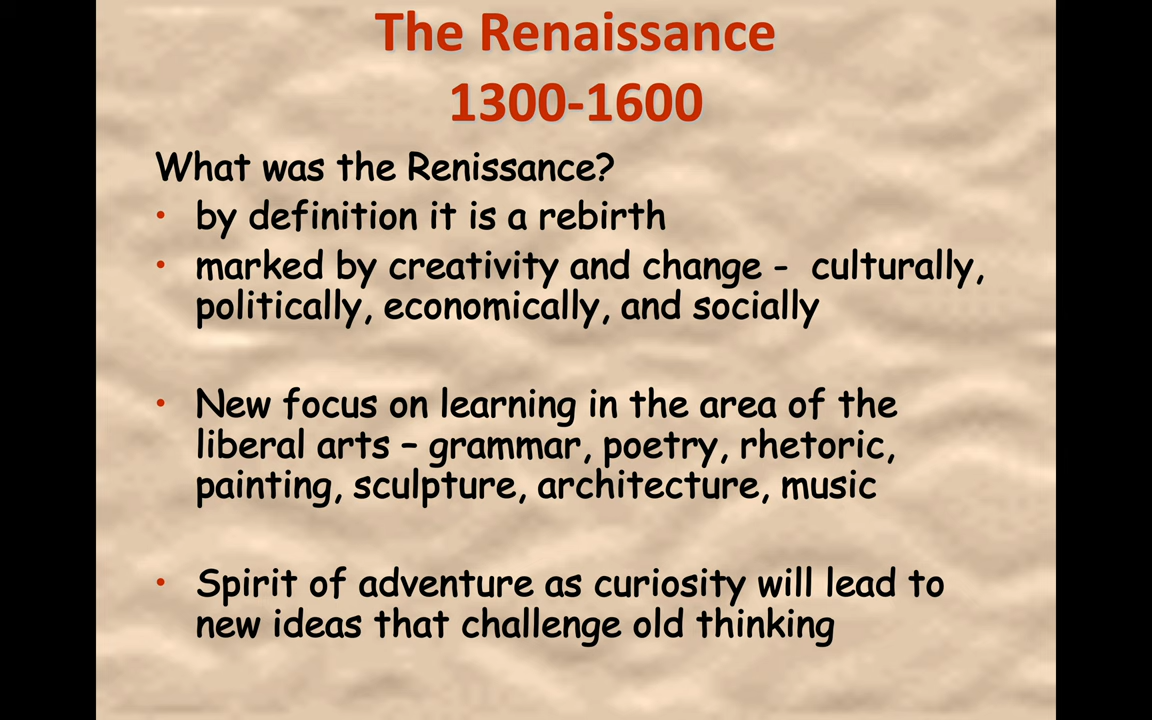 The Renaissance
1300-1600
What was the Renissance?
• by definition it is a rebirth
• marked by creativity and change -  culturally,
politically, economically, and socially
• New focus on learning in the area of the
liberal arts – grammar, poetry, rhetoric,
painting, sculpture, architecture, music
• Spirit of adventure as curiosity will lead to
new ideas that challenge old thinking